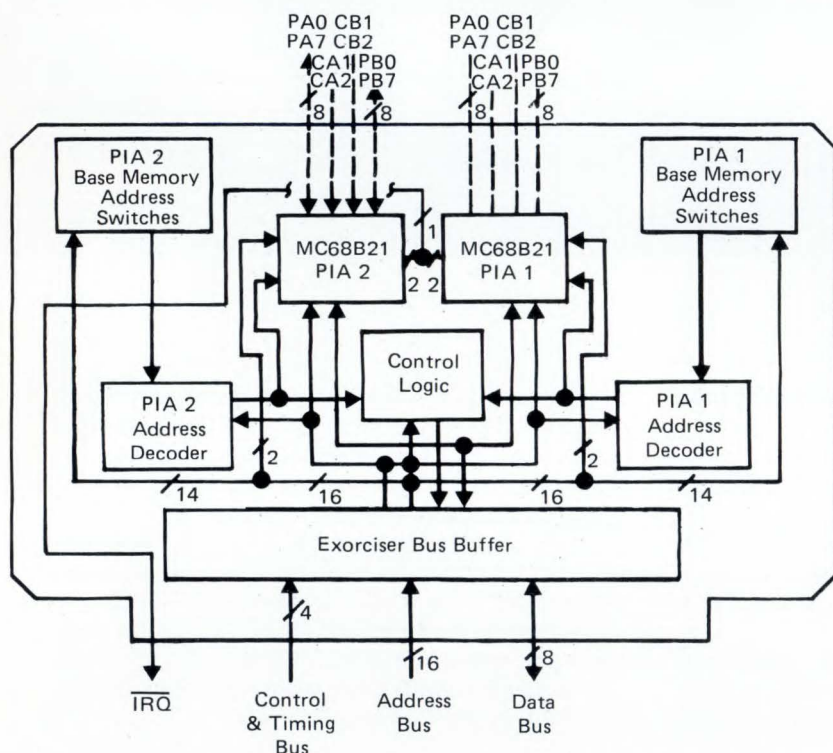 PA0 CB1
PA7 CB2
CA1 PB0
CA2 PB7
8
8
PA0 CB1
PA7 CB2
CA1 PB0
CA2 PB7
8
8
PIA 2
Base Memory
Address
Switches
PIA 1
Base Memory
Address
Switches
1
MC68B21
PIA 2
2 2
MC68B21
PIA 1
Control
Logic
PIA 2
Address
Decoder
PIA 1
Address
Decoder
2
2
14
16
16
14
Exorciser Bus Buffer
4
16
8
IRQ
Control
& Timing
Bus
Address
Bus
Data
Bus